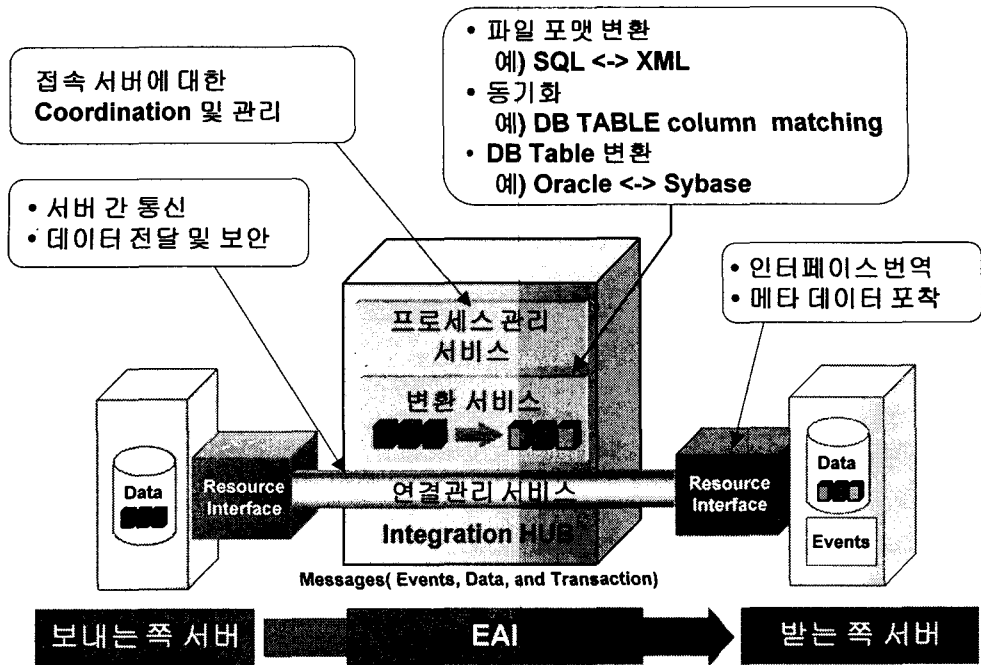 • 파일 포맷 변환
예) SQL <-> XML
• 동기화
예) DB TABLE column matching
• DB Table 변환
예) Oracle <-> Sybase
접속 서버에 대한
Coordination 및 관리
• 서버 간 통신
• 데이터 전달 및 보안
• 인터페이스 번역
• 메타 데이터 포착
프로세스 관리
서비스
변환 서비스
Data
Resource
Interface
연결관리 서비스
Integration HUB
Resource
Interface
Data
Events
Messages( Events, Data, and Transaction)
보내는 쪽 서버
EAI
받는 쪽 서버